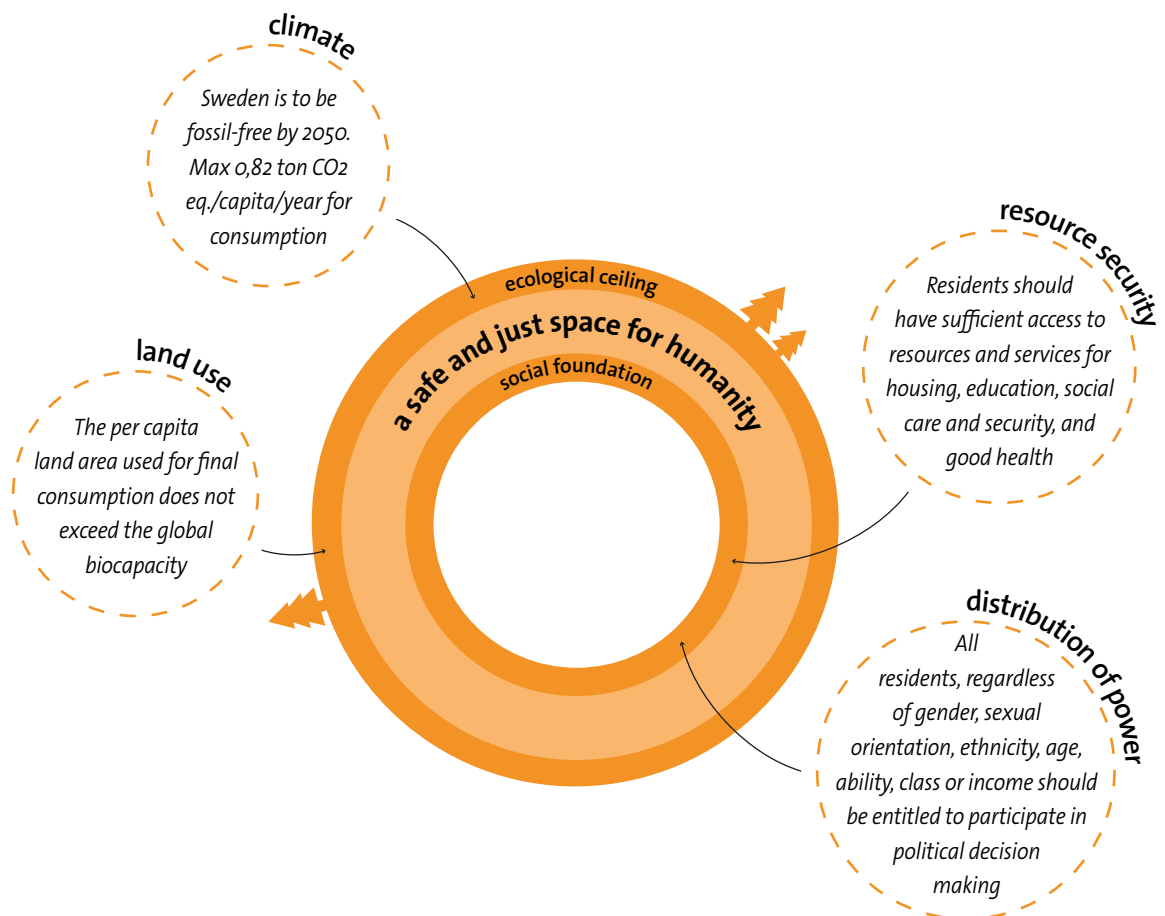 climate
Sweden is to be
fossil-free by 2050.
Max 0,82 ton CO2
eq./capita/year for
consumption
land use
The per capita
land area used for final
consumption does not
exceed the global
biocapacity
ecological ceiling
a safe and just space for humanity
social foundation
resource security
Residents should
have sufficient access to
resources and services for
housing, education, social
care and security, and
good health
distribution of power
All
residents, regardless
of gender, sexual
orientation, ethnicity, age,
ability, class or income should
be entitled to participate in
political decision
making